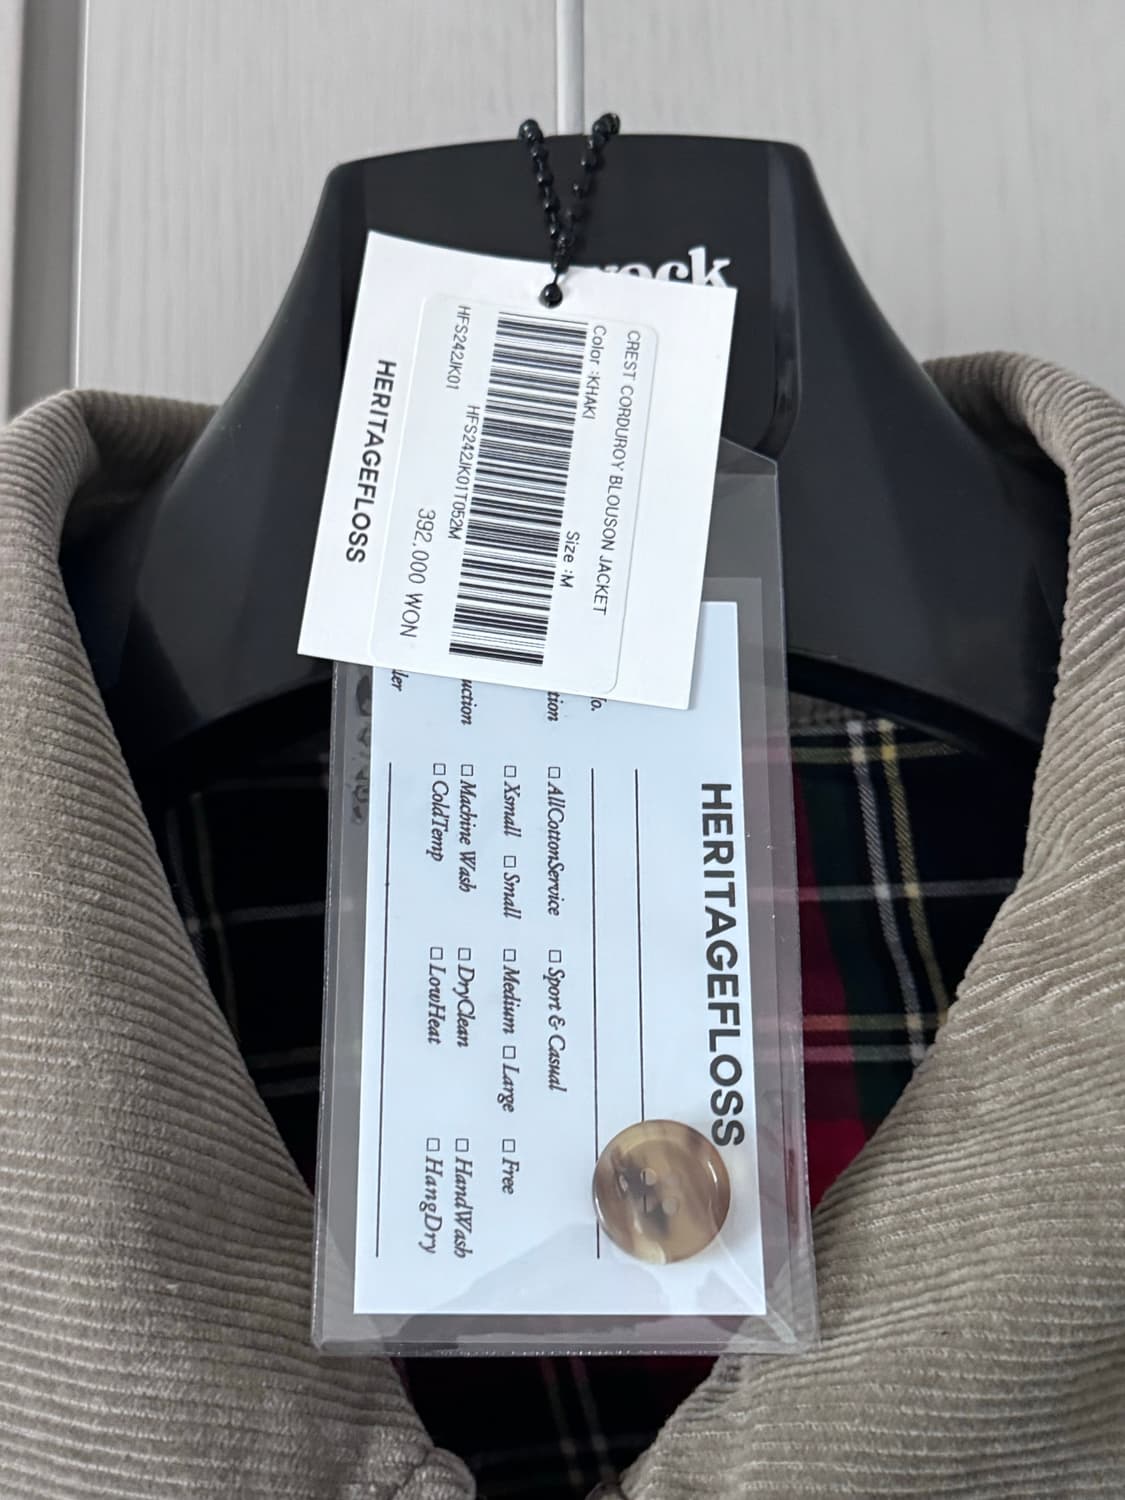 CREST CORDUROY BLOUSON JACKET
Color :KHAKI
Size :M
HFS242JK01T052M
HFS242JK01
392,000 WON
HERITAGEFLOSS
HERITAGEFLOSS
□ AllCottonService □ Sport & Casual
□ Xsmall □ Small □ Medium □ Large □ Free
□ Machine Wash □ DryClean □ HandWash
□ ColdTemp □ LowHeat □ HangDry